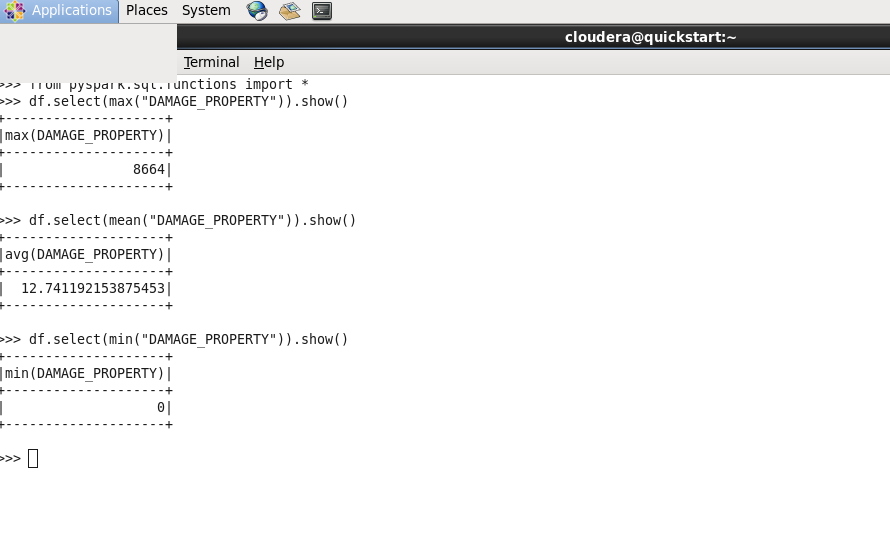 Applications Places System
cloudera@quickstart:~
Terminal Help
>>> from pyspark.sql.functions import *
>>> df.select(max("DAMAGE_PROPERTY")).show()
+--------------------+
|max(DAMAGE_PROPERTY)|
+--------------------+
|                8664|
+--------------------+

>>> df.select(mean("DAMAGE_PROPERTY")).show()
+--------------------+
|avg(DAMAGE_PROPERTY)|
+--------------------+
|  12.741192153875453|
+--------------------+

>>> df.select(min("DAMAGE_PROPERTY")).show()
+--------------------+
|min(DAMAGE_PROPERTY)|
+--------------------+
|                   0|
+--------------------+

>>>